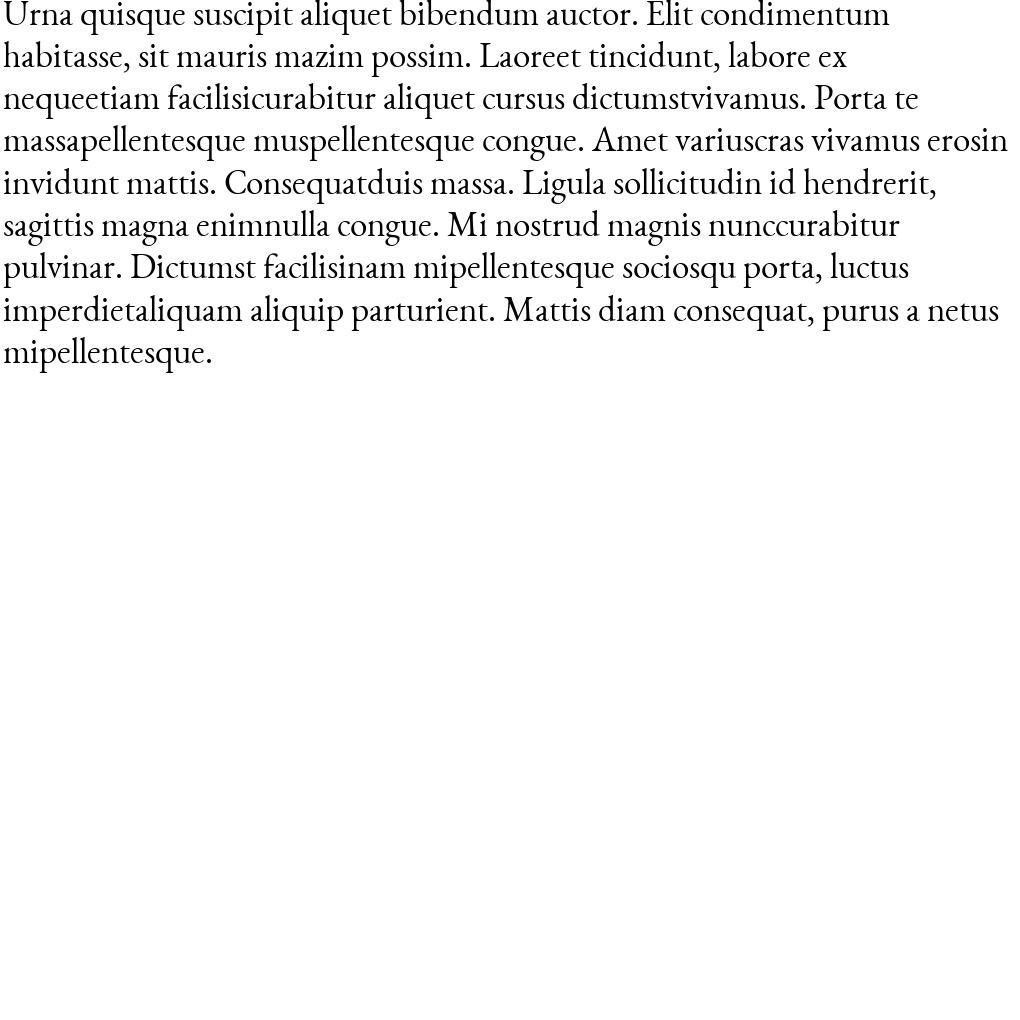 Urna quisque suscipit aliquet bibendum auctor. Elit condimentum
habitasse, sit mauris mazim possim. Laoreet tincidunt, labore ex
nequeetiam facilisicurabitur aliquet cursus dictumstvivamus. Porta te
massapellentesque muspellentesque congue. Amet variuscras vivamus erosin
invidunt mattis. Consequatduis massa. Ligula sollicitudin id hendrerit,
sagittis magna enimnulla congue. Mi nostrud magnis nunccurabitur
pulvinar. Dictumst facilisinam mipellentesque sociosqu porta, luctus
imperdietaliquam aliquip parturient. Mattis diam consequat, purus a netus
mipellentesque.